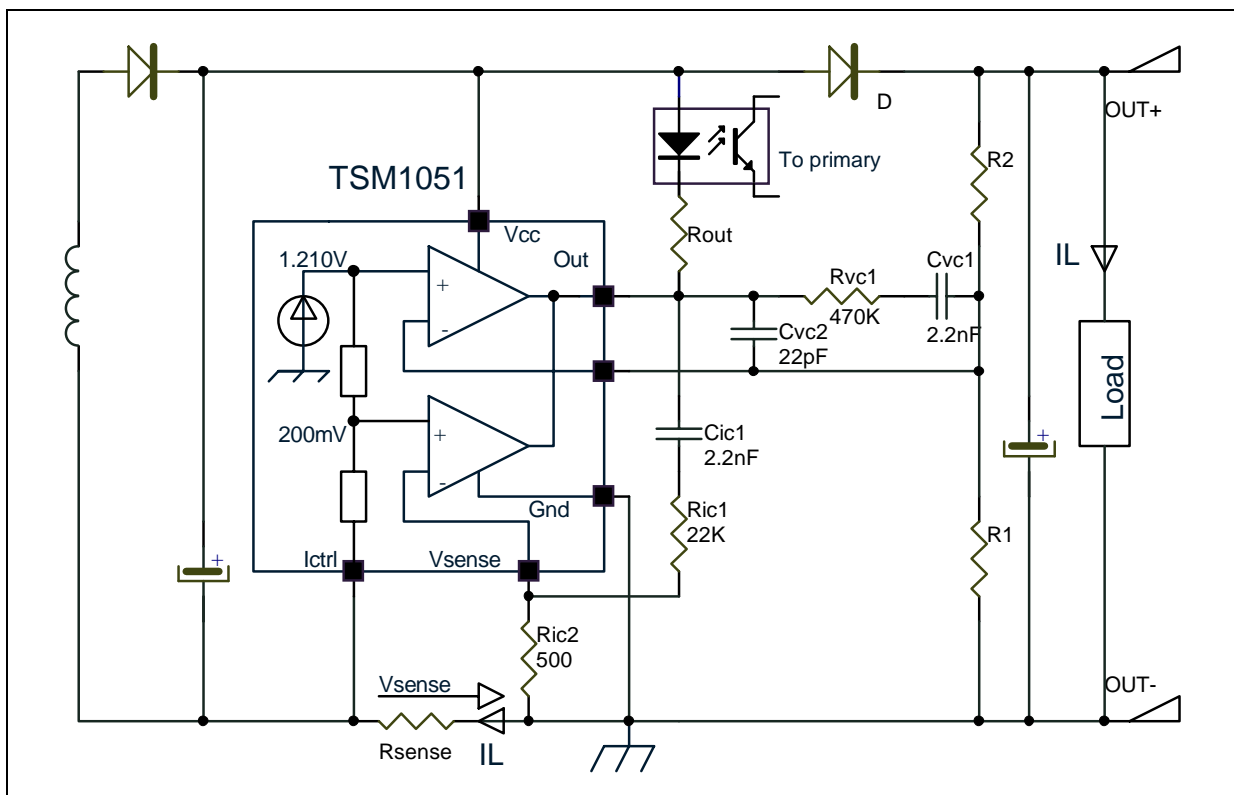 D
OUT+
To primary
R2
TSM1051
Vcc
Rout
1.210V
Out
Cvc1
IL
+
-
Rvc1
470K
2.2nF
Cvc2
22pF
Load
200mV
+
-
Cic1
2.2nF
+
Gnd
Ric1
22K
R1
Ictrl
Vsense
+
Ric2
500
Vsense
OUT-
Rsense
IL